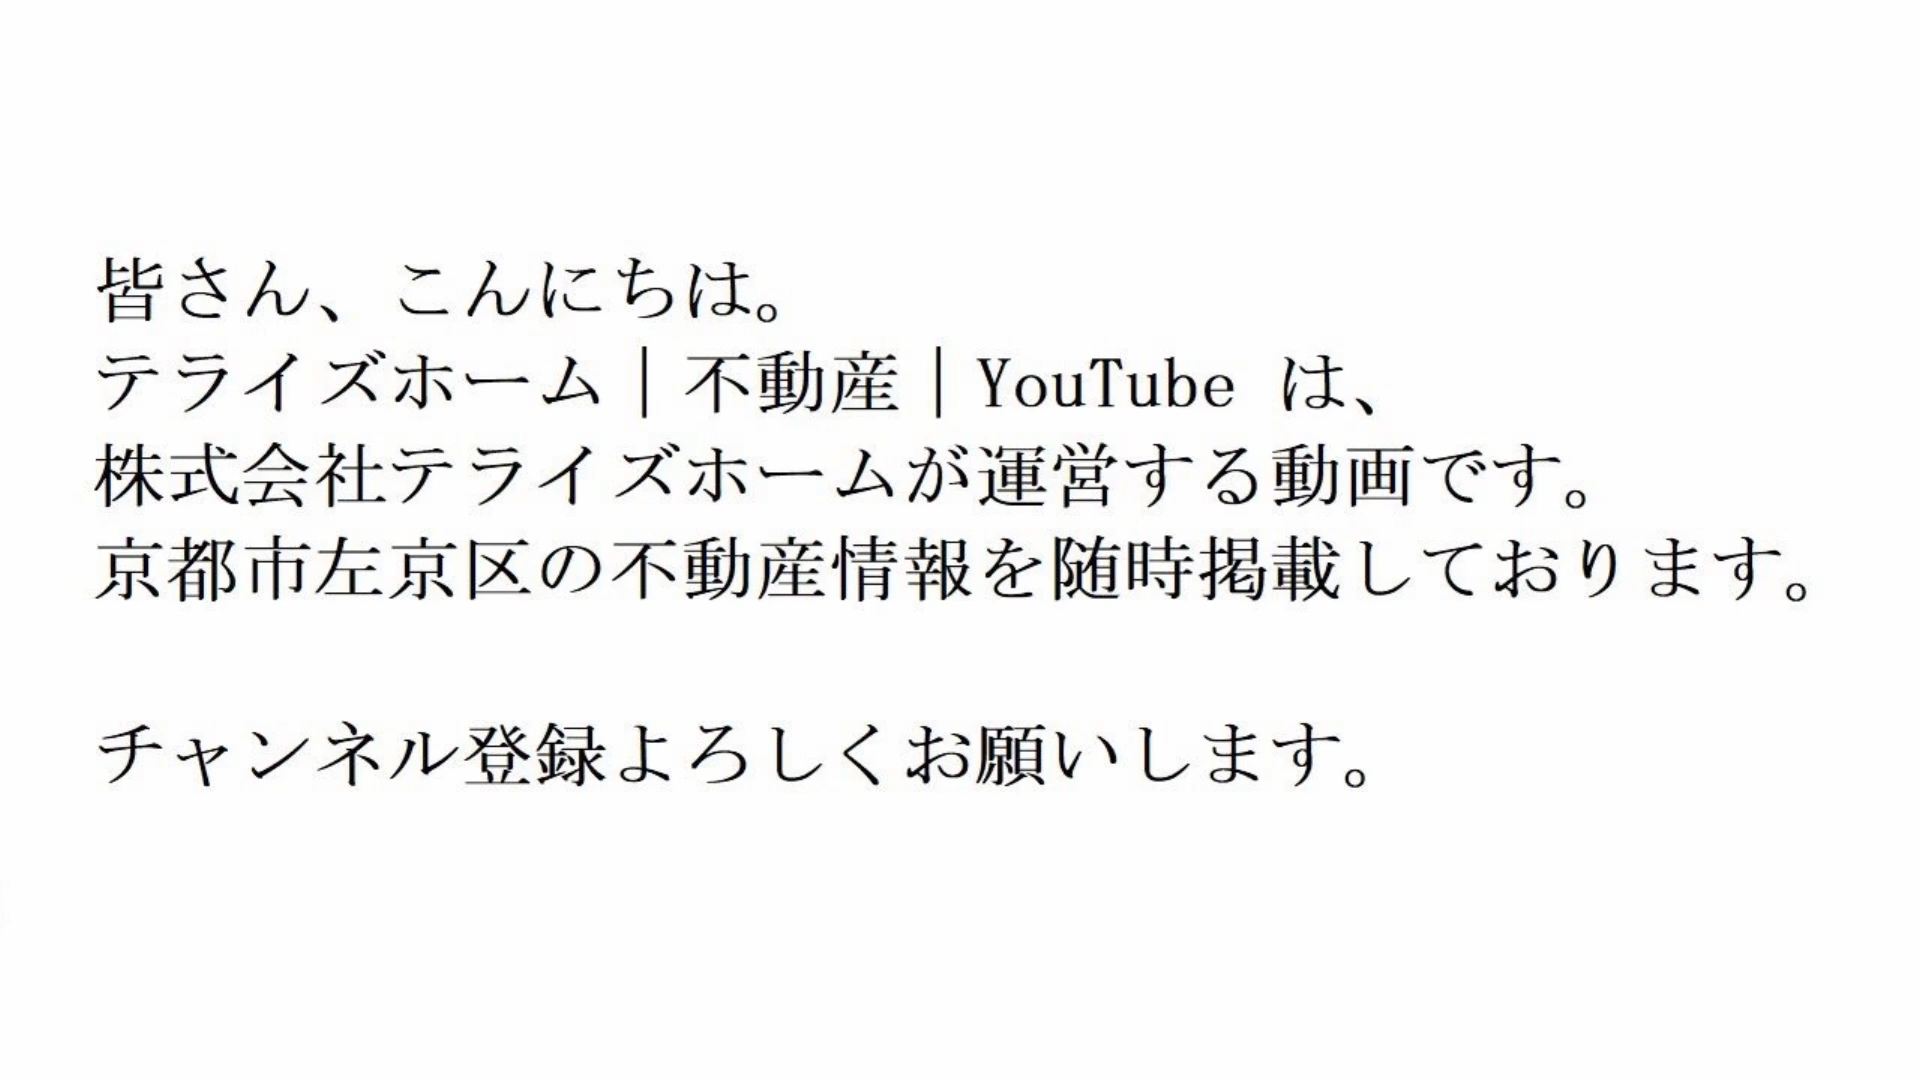 皆さん、こんにちは。
テライズホーム｜不動産｜YouTube は、
株式会社テライズホームが運営する動画です。
京都市左京区の不動産情報を随時掲載しております。
チャンネル登録よろしくお願いします。